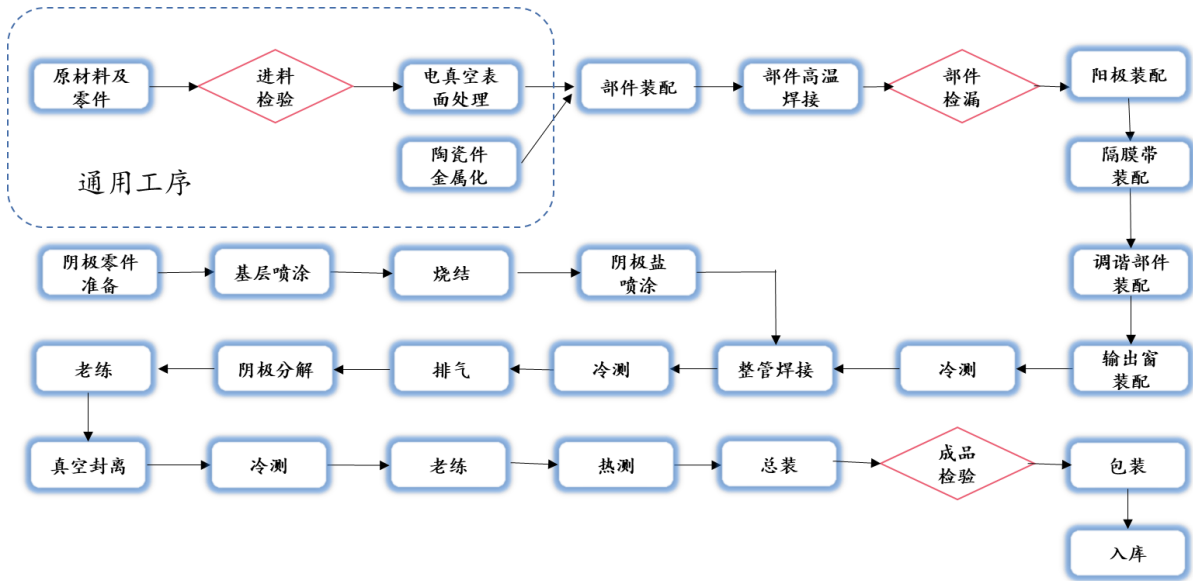 原材料及
零件
进料
检验
电真空表
面处理
部件装配
部件高温
焊接
部件
检漏
阳极装配
陶瓷件
金属化
通用工序
隔膜带
装配
阴极零件
准备
基层喷涂
烧结
阴极盐
喷涂
调谐部件
装配
老练
阴极分解
排气
冷测
整管焊接
冷测
输出窗
装配
真空封离
冷测
老练
热测
总装
成品
检验
包装
入库